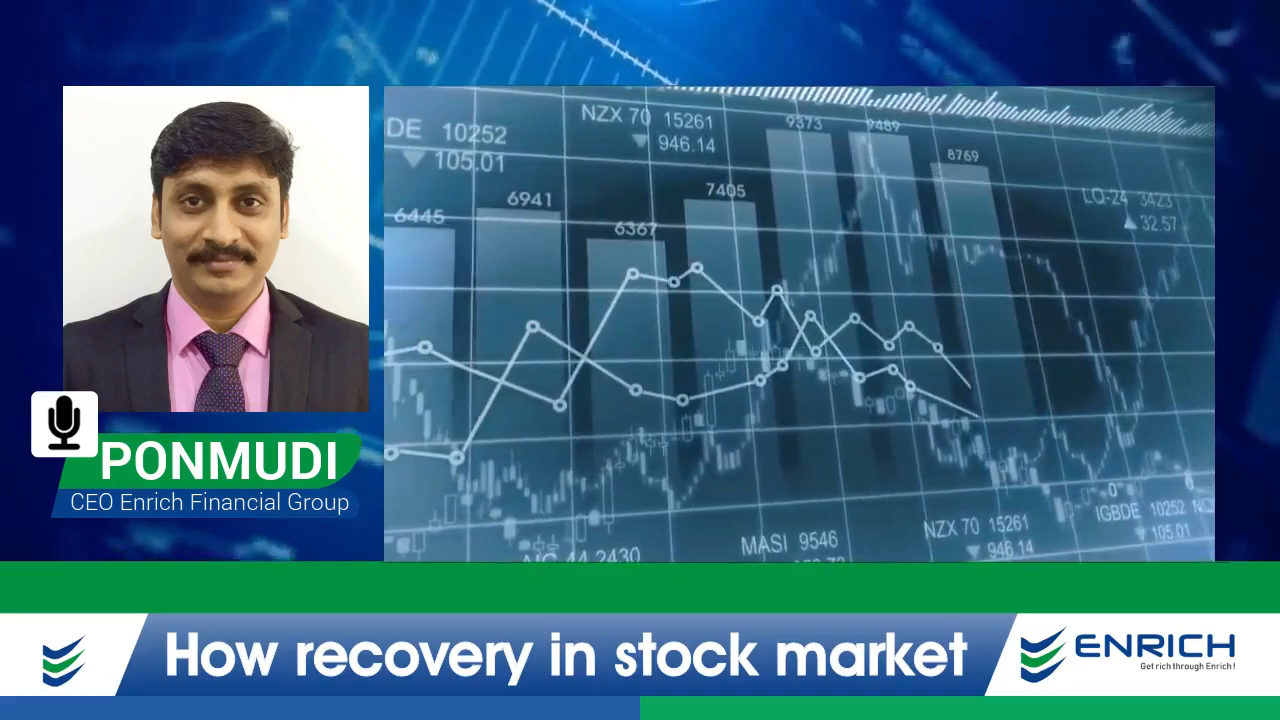 DE 10252
105.01
NZX 70 15261
946.14
9373
9489
8769
6445
6941
6367
7405
LQ-24 3423
32.57
PONMUDI
CEO Enrich Financial Group
MASI 9546
NZX 70 15261
946.14
IGBDE 10252
105.01
44.2430
How recovery in stock market
ENRICH
Get rich through Enrich!